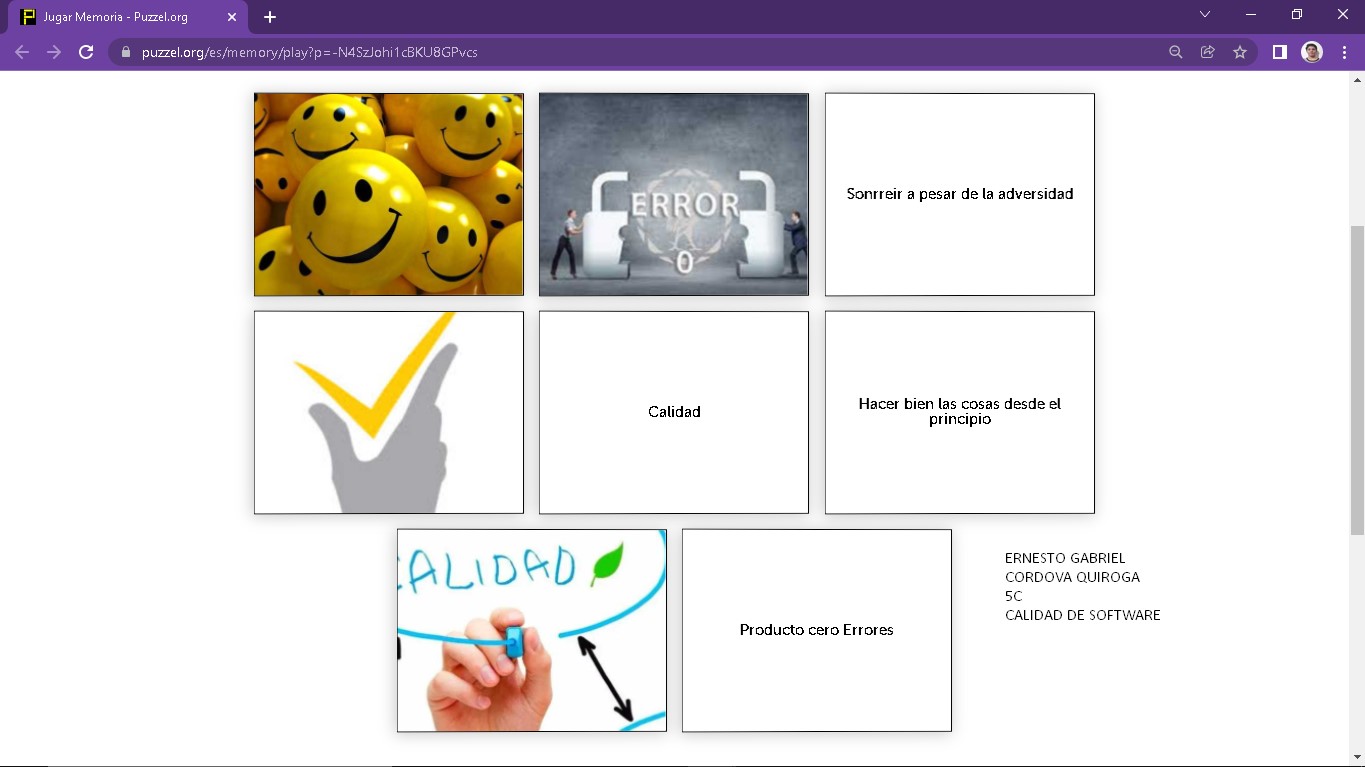 Jugar Memoria - Puzzel.org
puzzel.org/es/memory/play?p=-N4SzJohi1cBKU8GPvcs
ERROR
0
Sonrreir a pesar de la adversidad
Calidad
Hacer bien las cosas desde el
principio
CALIDAD
Producto cero Errores
ERNESTO GABRIEL
CORDOVA QUIROGA
5C
CALIDAD DE SOFTWARE